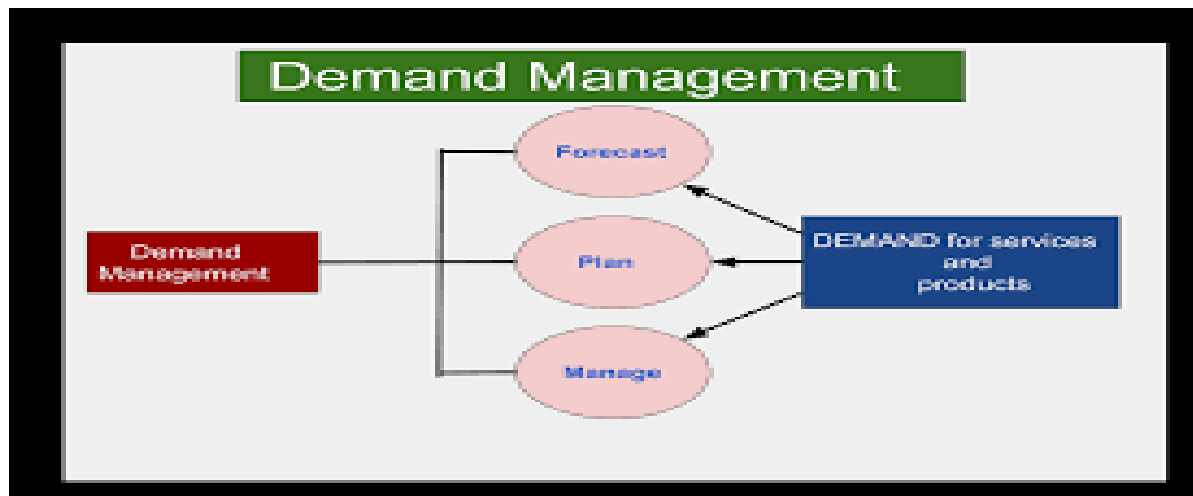 Demand Management
Forecast
Demand
Management
Plan
DEMAND for services
and
products
Manage